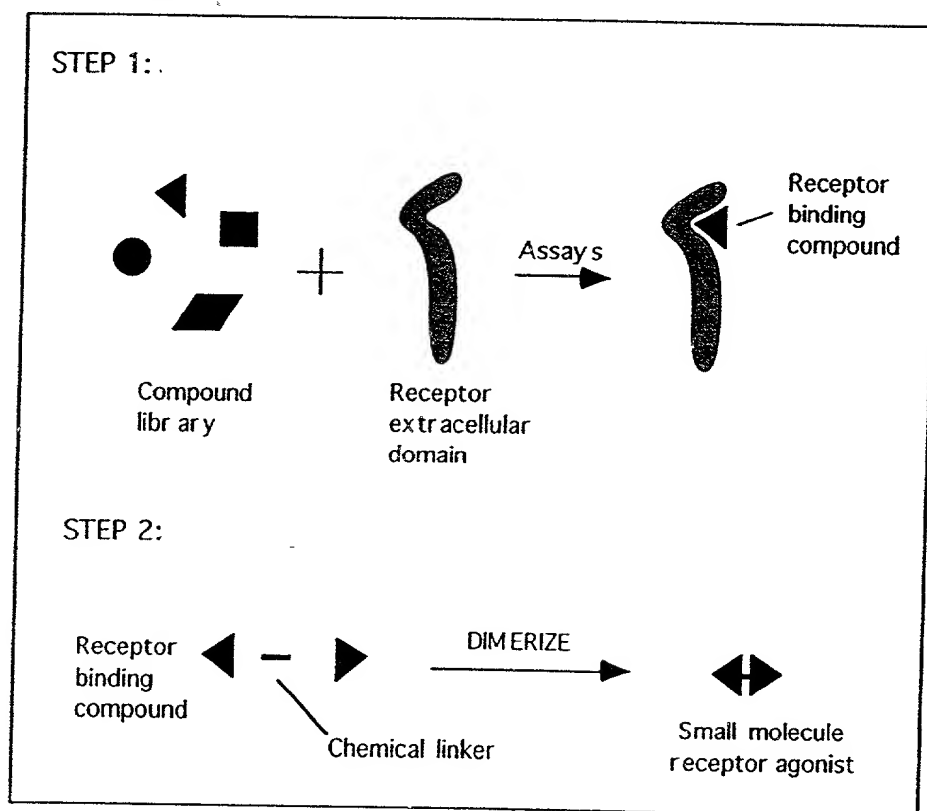 STEP 1:
Receptor
binding
compound
Assays
Compound
library
Receptor
extracellular
domain
STEP 2:
Receptor
binding
compound
DIMERIZE
Chemical linker
Small molecule
receptor agonist